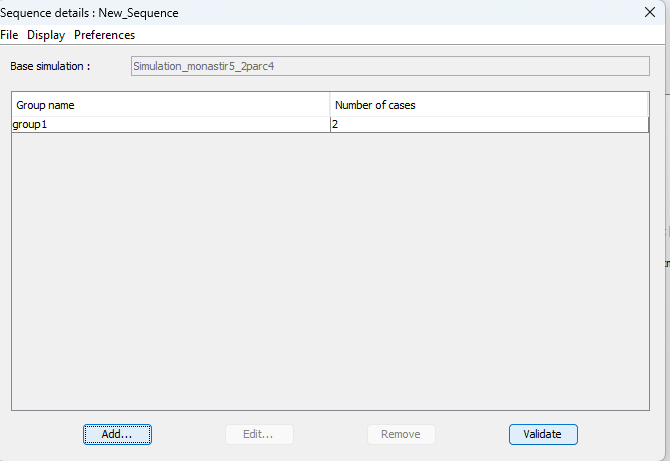 Sequence details : New_Sequence
File Display Preferences
Base simulation : Simulation_monastir5_2parc4
Group name Number of cases
group1 2
Add... Edit... Remove Validate